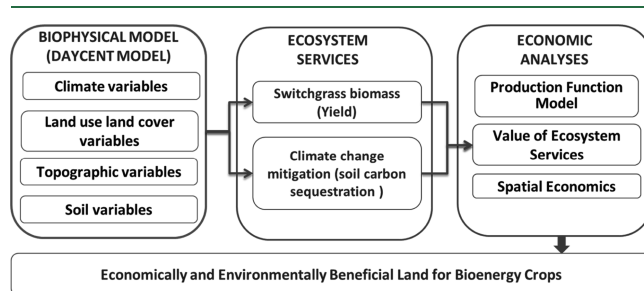 BIOPHYSICAL MODEL
(DAYCENT MODEL)
Climate variables
Land use land cover
variables
Topographic variables
Soil variables
ECOSYSTEM
SERVICES
Switchgrass biomass
(Yield)
Climate change
mitigation (soil carbon
sequestration )
ECONOMIC
ANALYSES
Production Function
Model
Value of Ecosystem
Services
Spatial Economics
Economically and Environmentally Beneficial Land for Bioenergy Crops